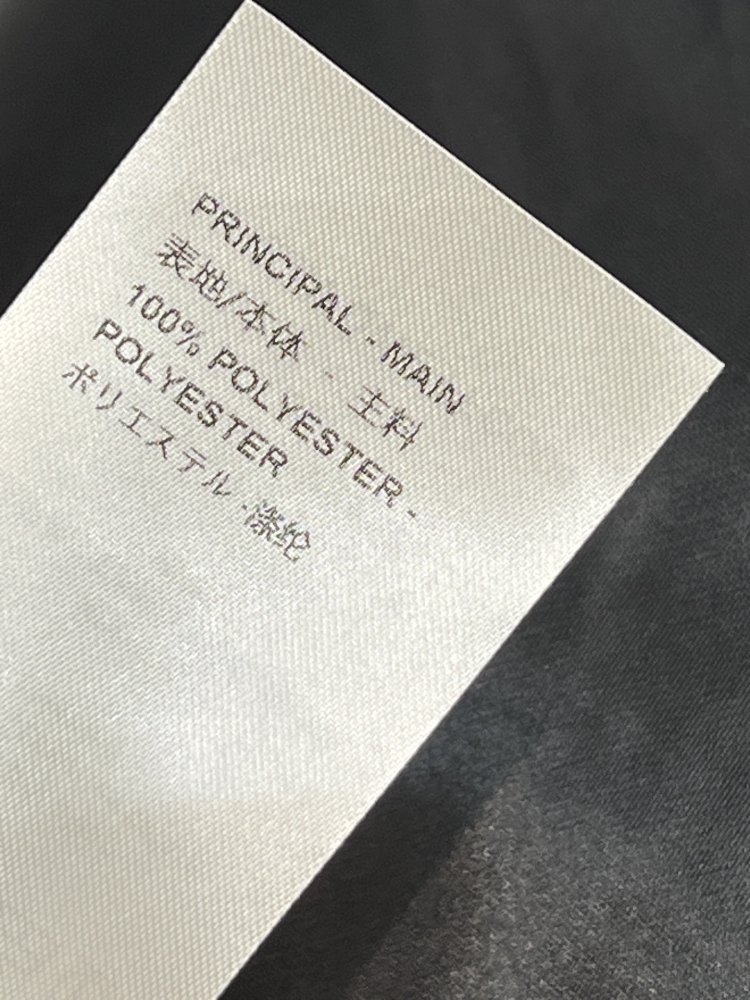 PRINCIPAL - MAIN
表地/本体 - 主料
100% POLYESTER -
POLYESTER
ポリエステル -涤纶